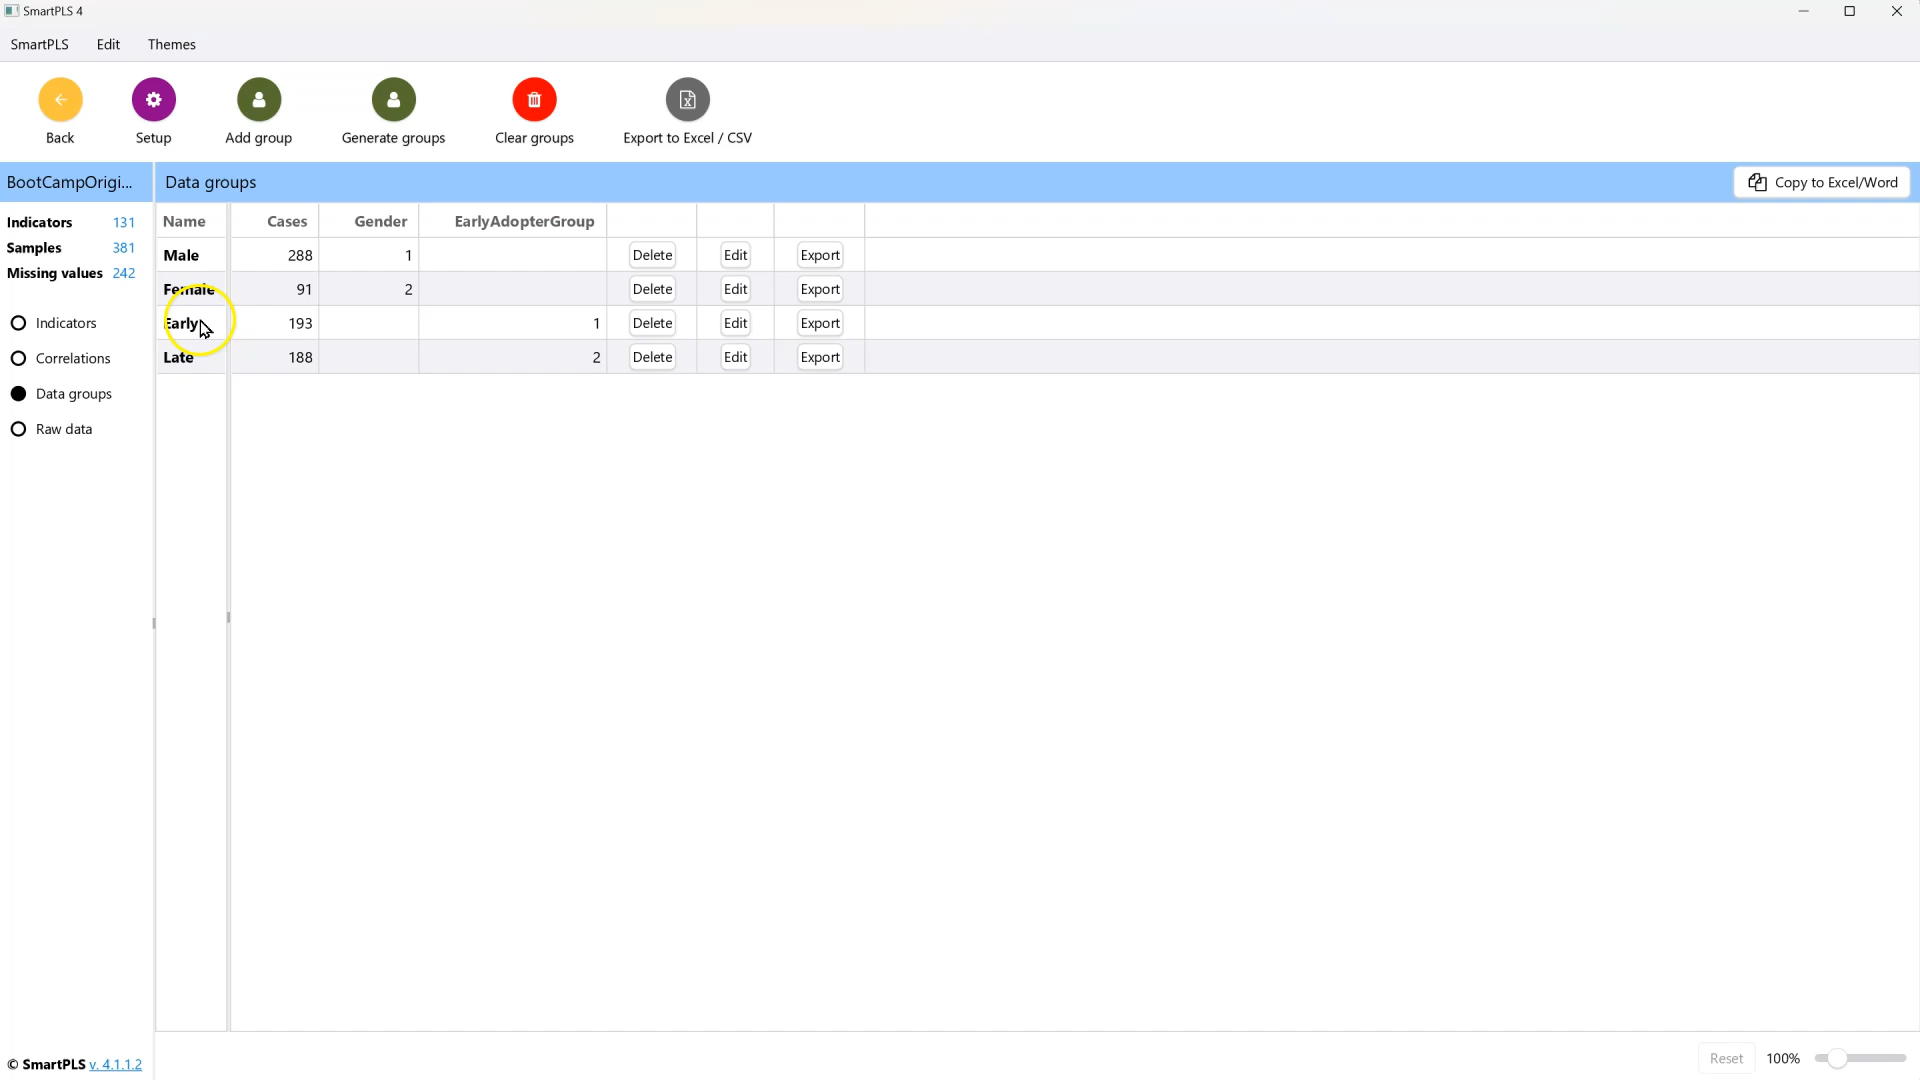 SmartPLS 4
SmartPLS Edit Themes
Back Setup Add group Generate groups Clear groups Export to Excel / CSV
BootCampOrigi... Data groups Copy to Excel/Word
Indicators 131
Samples 381
Missing values 242
Indicators
Correlations
Data groups
Raw data
Name Cases Gender EarlyAdopterGroup
Male 288 1 Delete Edit Export
Female 91 2 Delete Edit Export
Early 193 1 Delete Edit Export
Late 188 2 Delete Edit Export
© SmartPLS v. 4.1.1.2
Reset 100%